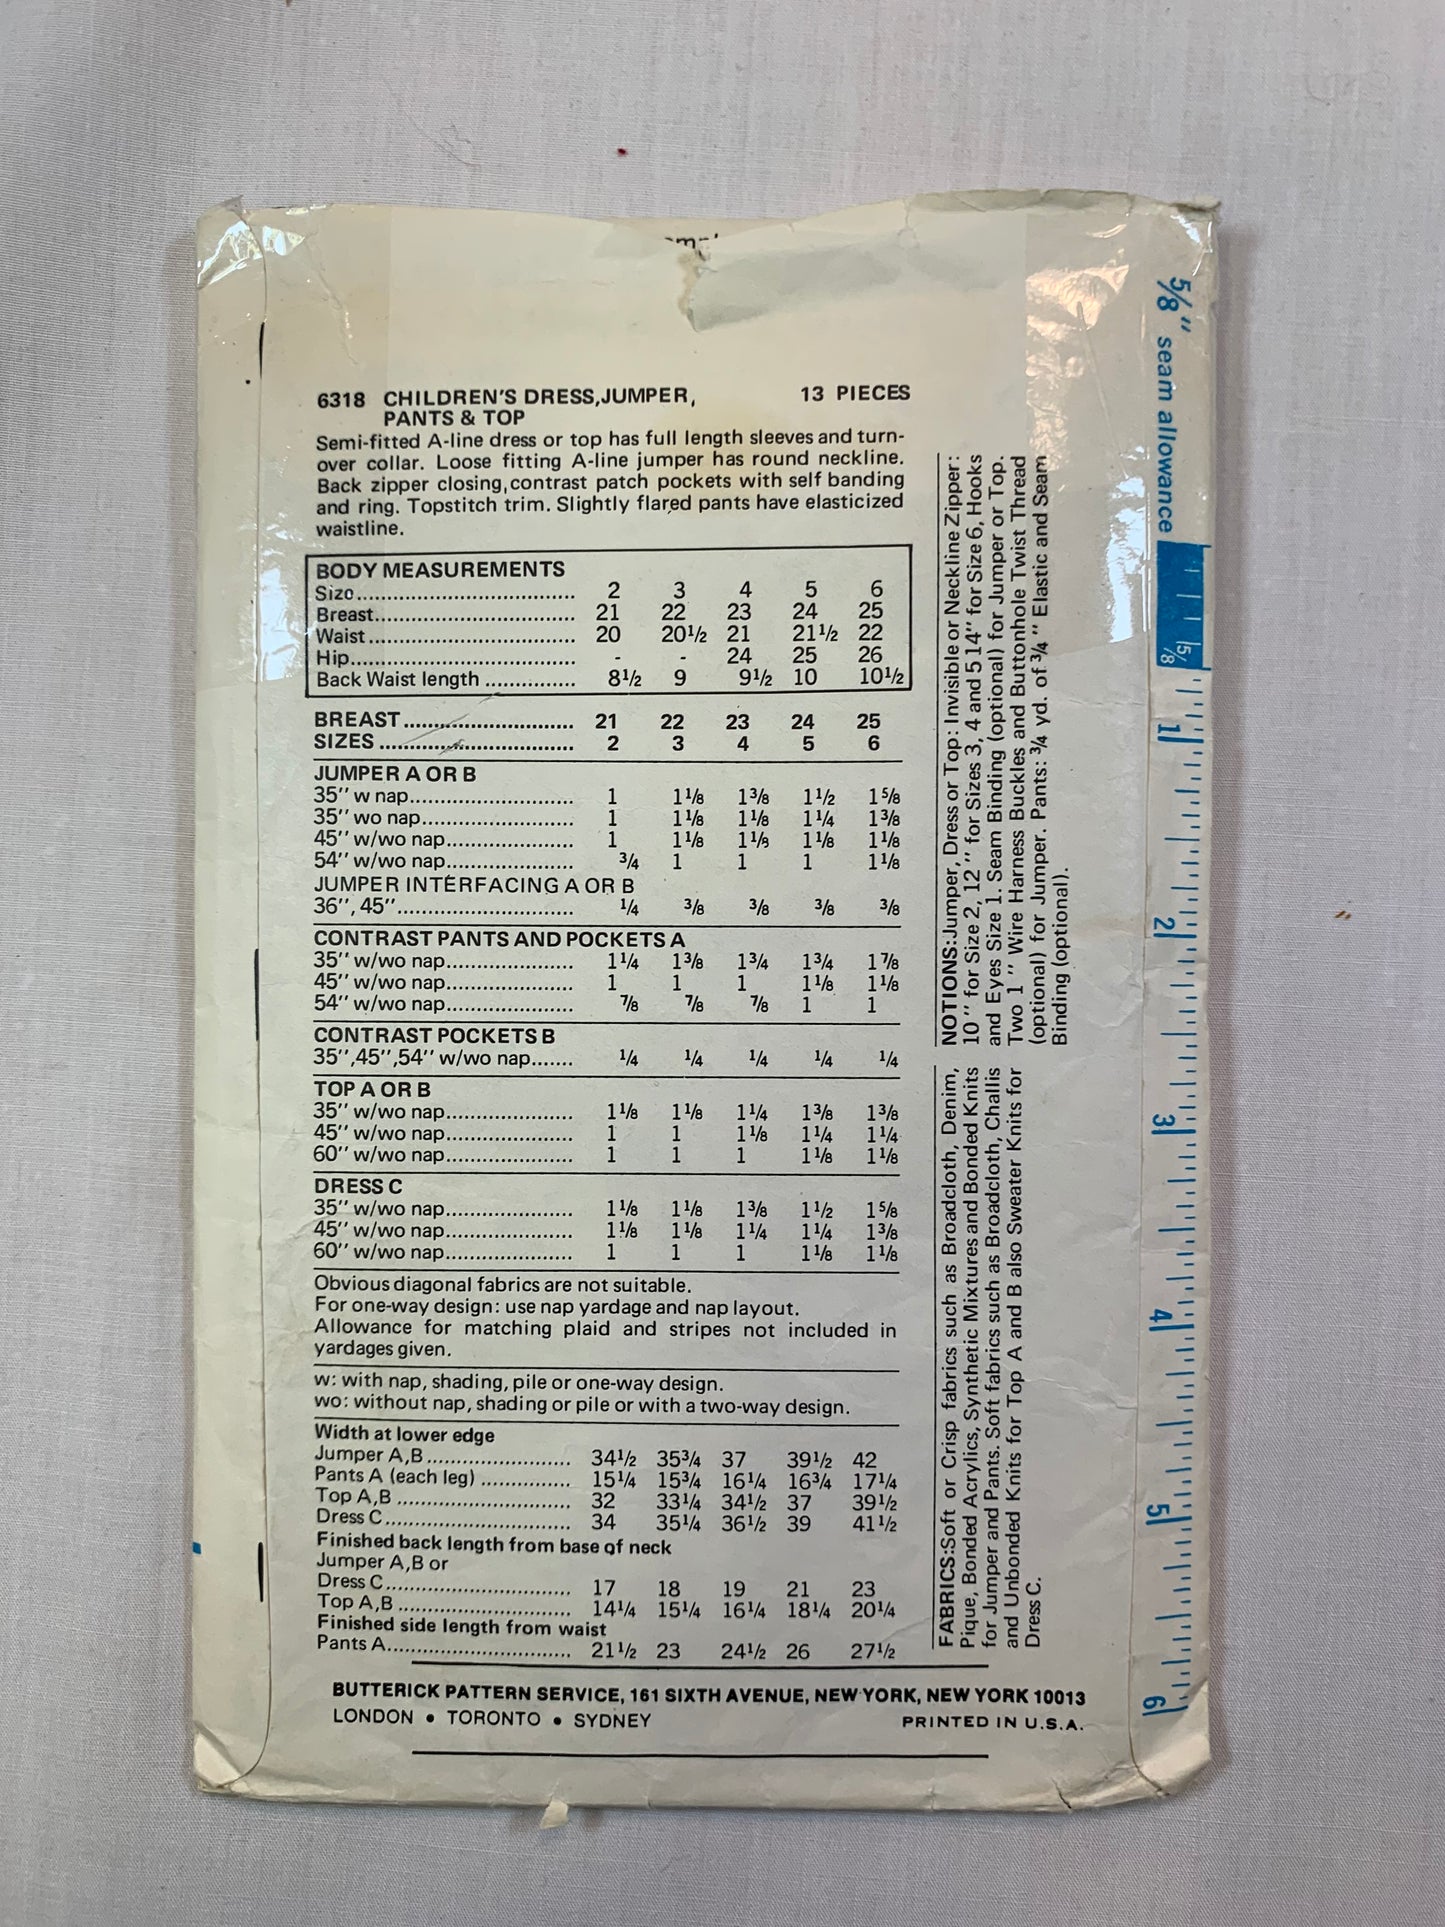 6318 CHILDREN'S DRESS,JUMPER, 13 PIECES
PANTS & TOP
Semi-fitted A-line dress or top has full length sleeves and turn-
over collar. Loose fitting A-line jumper has round neckline.
Back zipper closing,contrast patch pockets with self banding
and ring. Topstitch trim. Slightly flared pants have elasticized
waistline.
BODY MEASUREMENTS
Size 2 3 4 5 6
Breast 21 22 23 24 25
Waist 20 20½ 21 21½ 22
Hip - - 24 25 26
Back Waist length 8½ 9 9½ 10 10½
BREAST 21 22 23 24 25
SIZES 2 3 4 5 6
JUMPER A OR B
35" w nap 1 1⅛ 1⅜ 1½ 1⅝
35" wo nap 1 1⅛ 1⅛ 1¼ 1⅜
45" w/wo nap 1 1⅛ 1⅛ 1⅛ 1⅛
54" w/wo nap ¾ 1 1 1 1⅛
JUMPER INTERFACING A OR B
36", 45" ¼ ⅜ ⅜ ⅜ ⅜
CONTRAST PANTS AND POCKETS A
35" w/wo nap 1¼ 1⅜ 1¾ 1¾ 1⅞
45" w/wo nap 1 1 1 1⅛ 1⅛
54" w/wo nap ⅞ ⅞ ⅞ 1 1
CONTRAST POCKETS B
35",45",54" w/wo nap ¼ ¼ ¼ ¼ ¼
TOP A OR B
35" w/wo nap 1⅛ 1⅛ 1¼ 1⅜ 1⅜
45" w/wo nap 1 1 1⅛ 1¼ 1¼
60" w/wo nap 1 1 1 1⅛ 1⅛
DRESS C
35" w/wo nap 1⅛ 1⅛ 1⅜ 1½ 1⅝
45" w/wo nap 1⅛ 1⅛ 1¼ 1¼ 1⅜
60" w/wo nap 1 1 1 1⅛ 1⅛
Obvious diagonal fabrics are not suitable.
For one-way design: use nap yardage and nap layout.
Allowance for matching plaid and stripes not included in
yardages given.
w: with nap, shading, pile or one-way design.
wo: without nap, shading or pile or with a two-way design.
Width at lower edge
Jumper A,B 34½ 35¾ 37 39½ 42
Pants A (each leg) 15¼ 15¾ 16¼ 16¾ 17¼
Top A,B 32 33¼ 34½ 37 39½
Dress C 34 35¼ 36½ 39 41½
Finished back length from base of neck
Jumper A,B or
Dress C 17 18 19 21 23
Top A,B 14¼ 15¼ 16¼ 18¼ 20¼
Finished side length from waist
Pants A 21½ 23 24½ 26 27½
BUTTERICK PATTERN SERVICE, 161 SIXTH AVENUE, NEW YORK, NEW YORK 10013
LONDON • TORONTO • SYDNEY PRINTED IN U.S.A.
NOTIONS:Jumper, Dress or Top: Invisible or Neckline Zipper:
10" for Size 2, 12" for Sizes 3, 4 and 5 14" for Size 6, Hooks
and Eyes Size 1. Seam Binding (optional) for Jumper or Top.
Two 1" Wire Harness Buckles and Buttonhole Twist Thread
(optional) for Jumper. Pants: ¾ yd. of ¾" Elastic and Seam
Binding (optional).
FABRICS:Soft or Crisp fabrics such as Broadcloth, Denim,
Pique, Bonded Acrylics, Synthetic Mixtures and Bonded Knits
for Jumper and Pants. Soft fabrics such as Broadcloth, Challis
and Unbonded Knits for Top A and B also Sweater Knits for
Dress C.
5/8" seam allowance
5/8
1
2
3
4
5
6